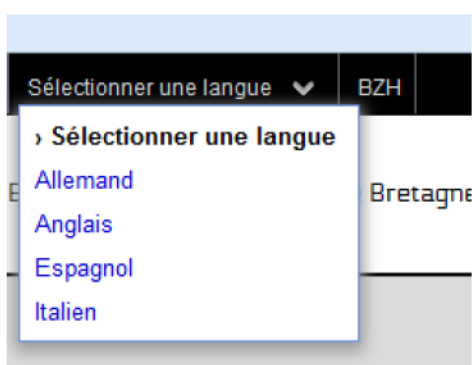 Sélectionner une langue
BZH
› Sélectionner une langue
Allemand
Bretagne
Anglais
Espagnol
Italien